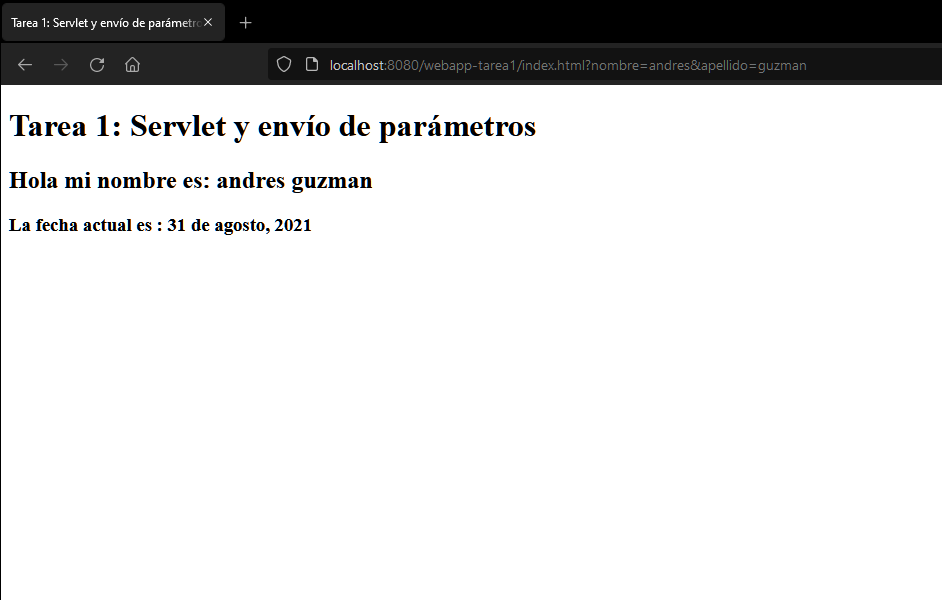 Tarea 1: Servlet y envío de parámetro
localhost:8080/webapp-tarea1/index.html?nombre=andres&apellido=guzman
Tarea 1: Servlet y envío de parámetros
Hola mi nombre es: andres guzman
La fecha actual es : 31 de agosto, 2021